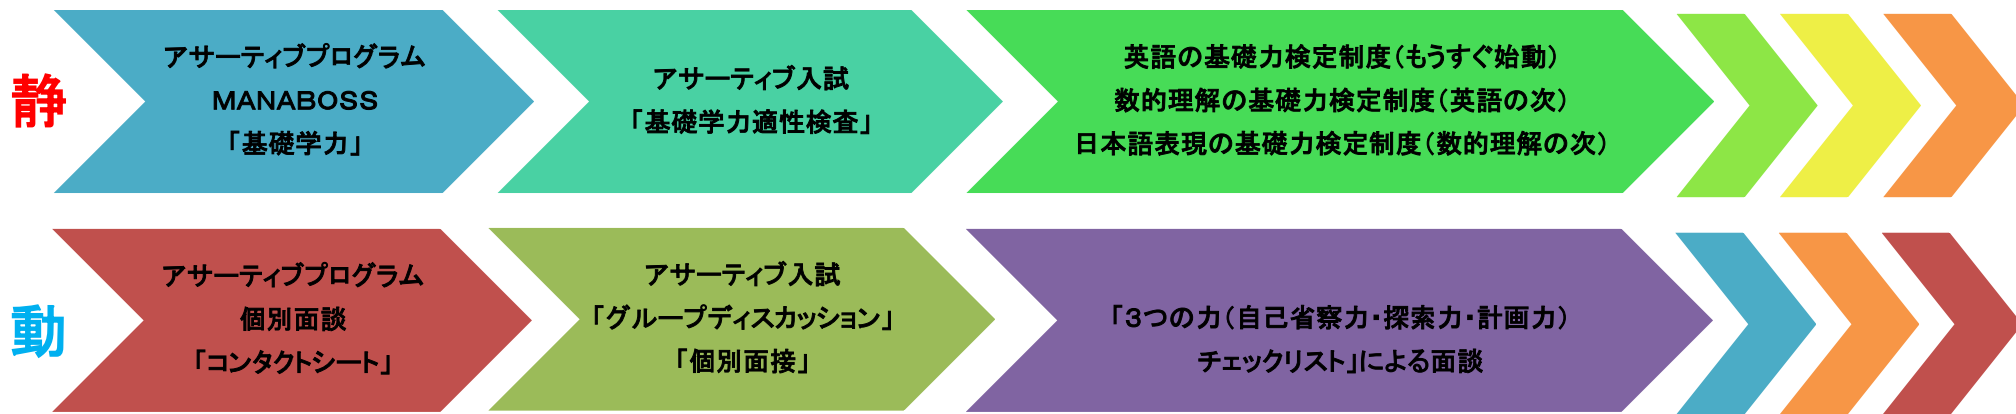 静
アサーティブプログラム
MANABOSS
「基礎学力」
アサーティブ入試
「基礎学力適性検査」
英語の基礎力検定制度(もうすぐ始動)
数的理解の基礎力検定制度(英語の次)
日本語表現の基礎力検定制度(数的理解の次)
動
アサーティブプログラム
個別面談
「コンタクトシート」
アサーティブ入試
「グループディスカッション」
「個別面接」
「3つの力(自己省察力・探索力・計画力)
チェックリスト」による面談